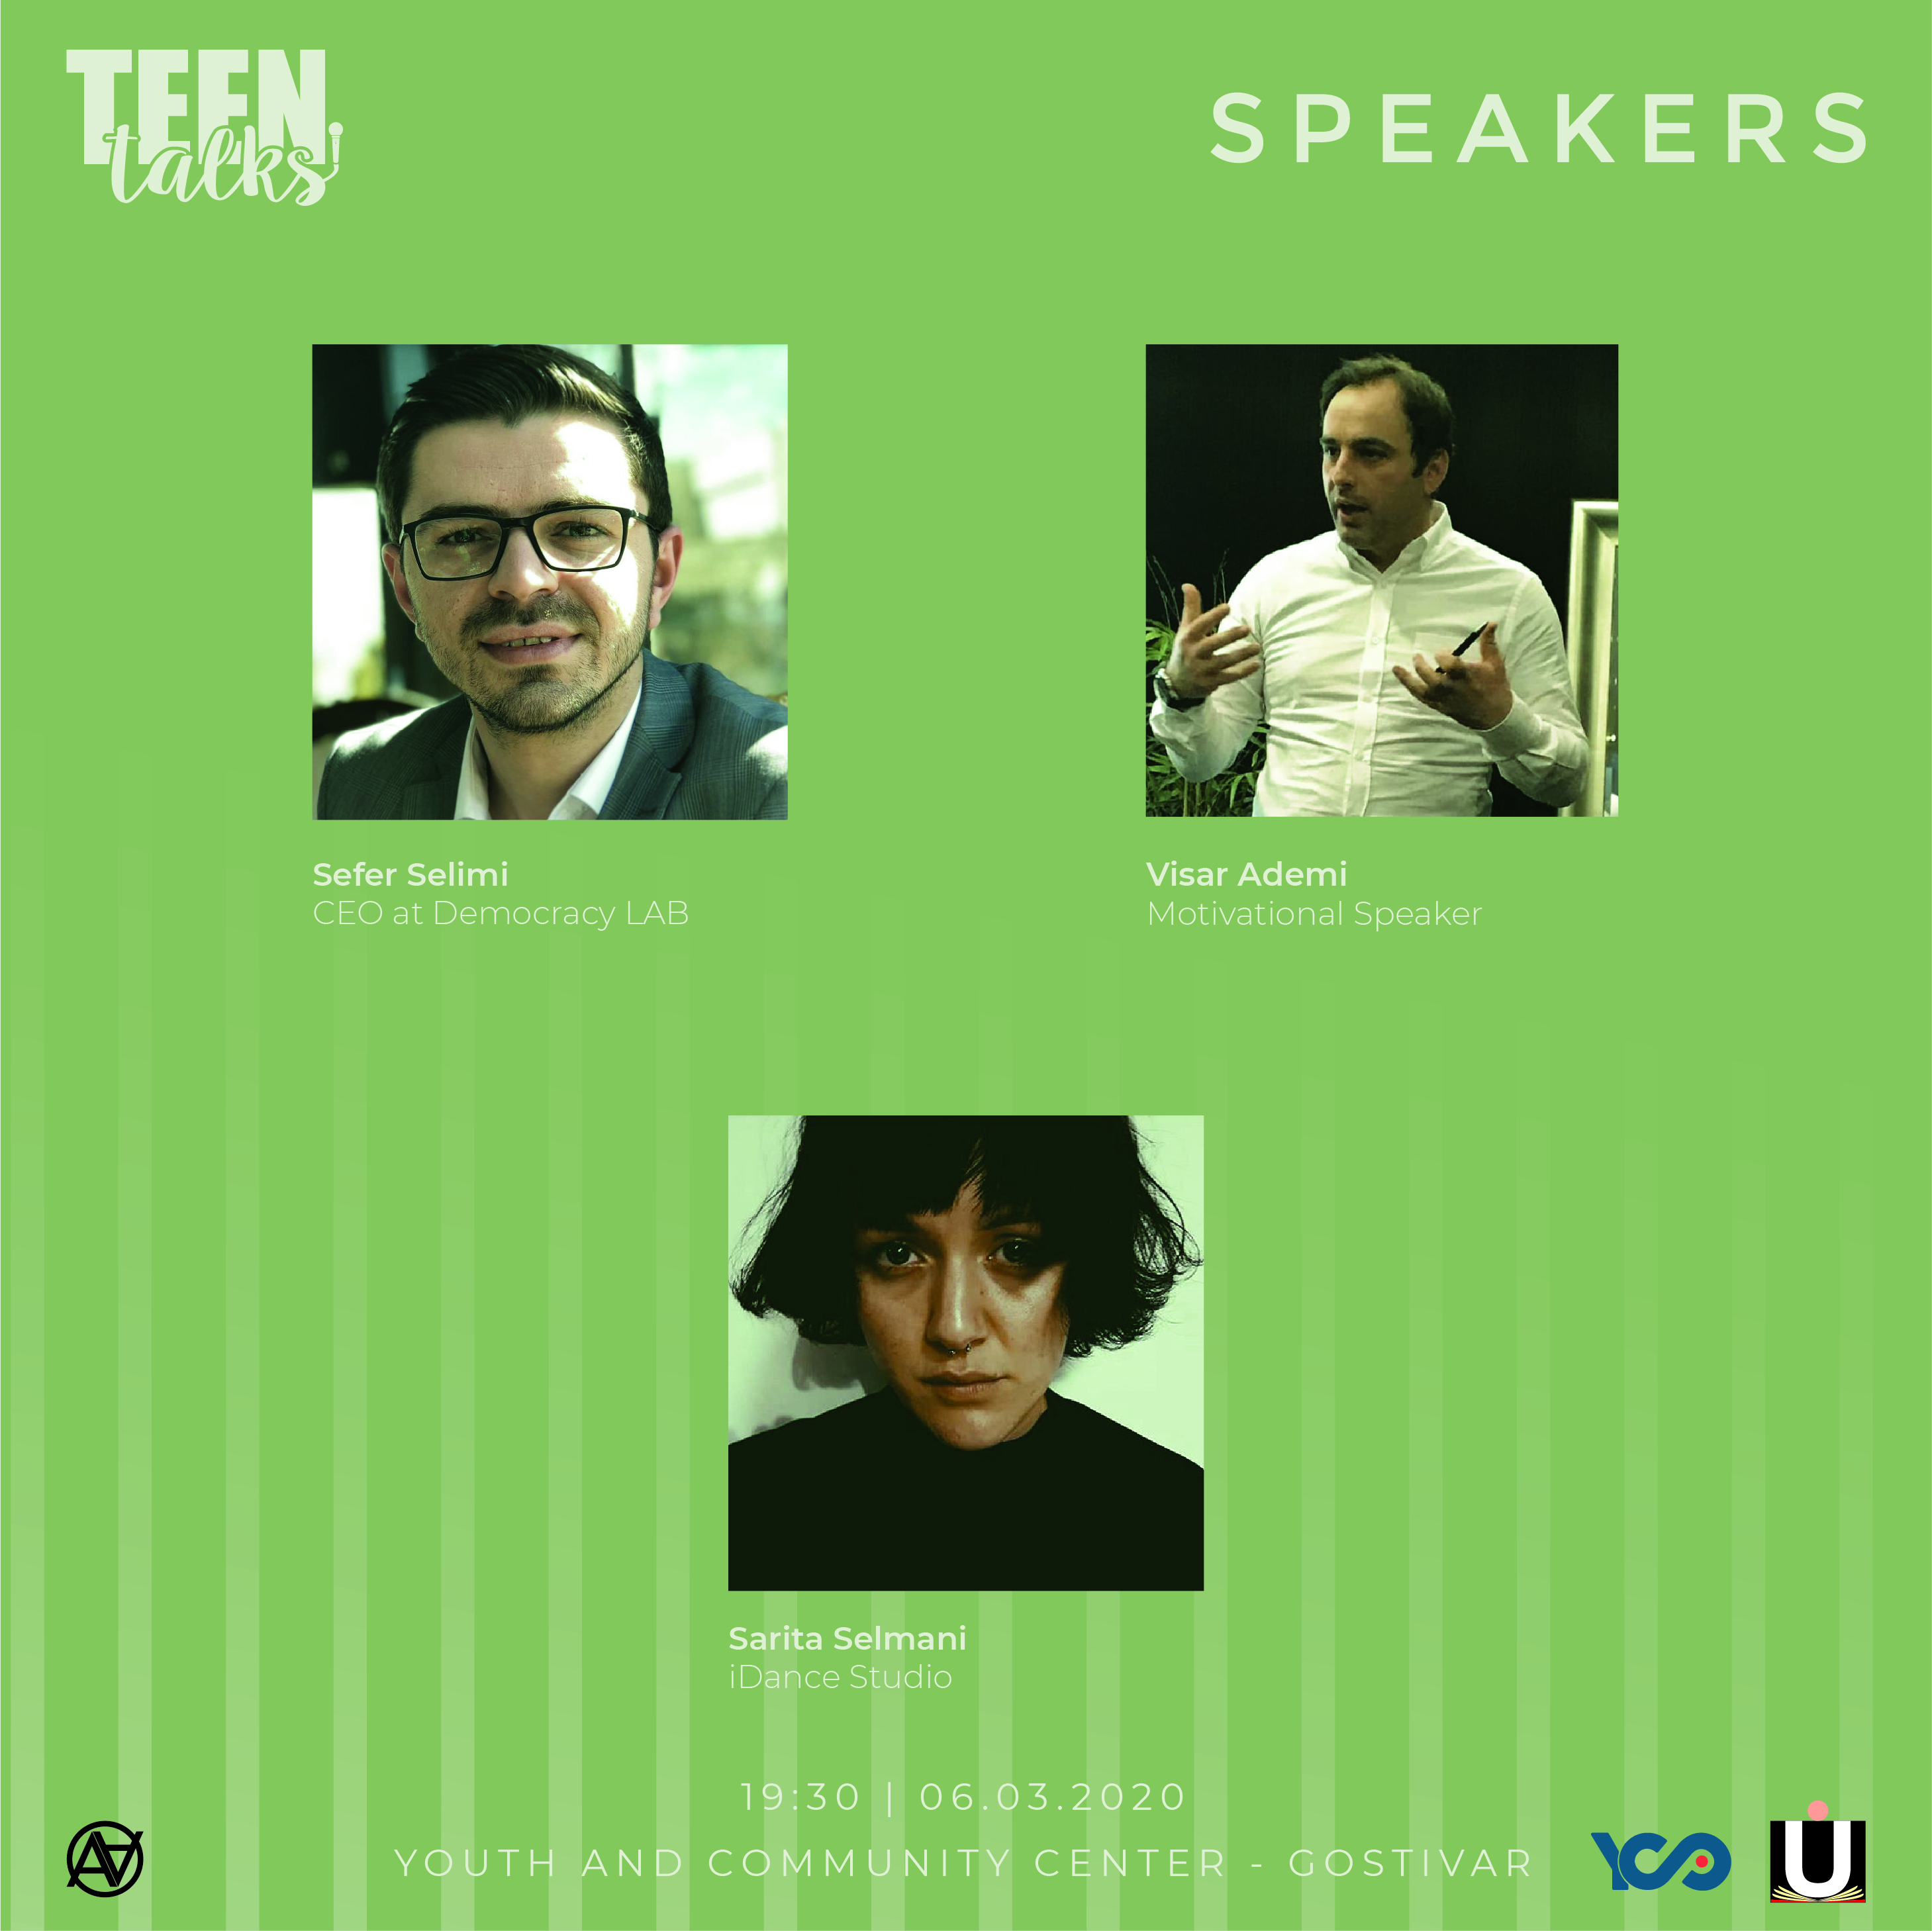 TEEN
talks
SPEAKERS
Sefer Selimi
CEO at Democracy LAB
Visar Ademi
Motivational Speaker
Sarita Selmani
iDance Studio
19:30 | 06.03.2020
YOUTH AND COMMUNITY CENTER - GOSTIVAR